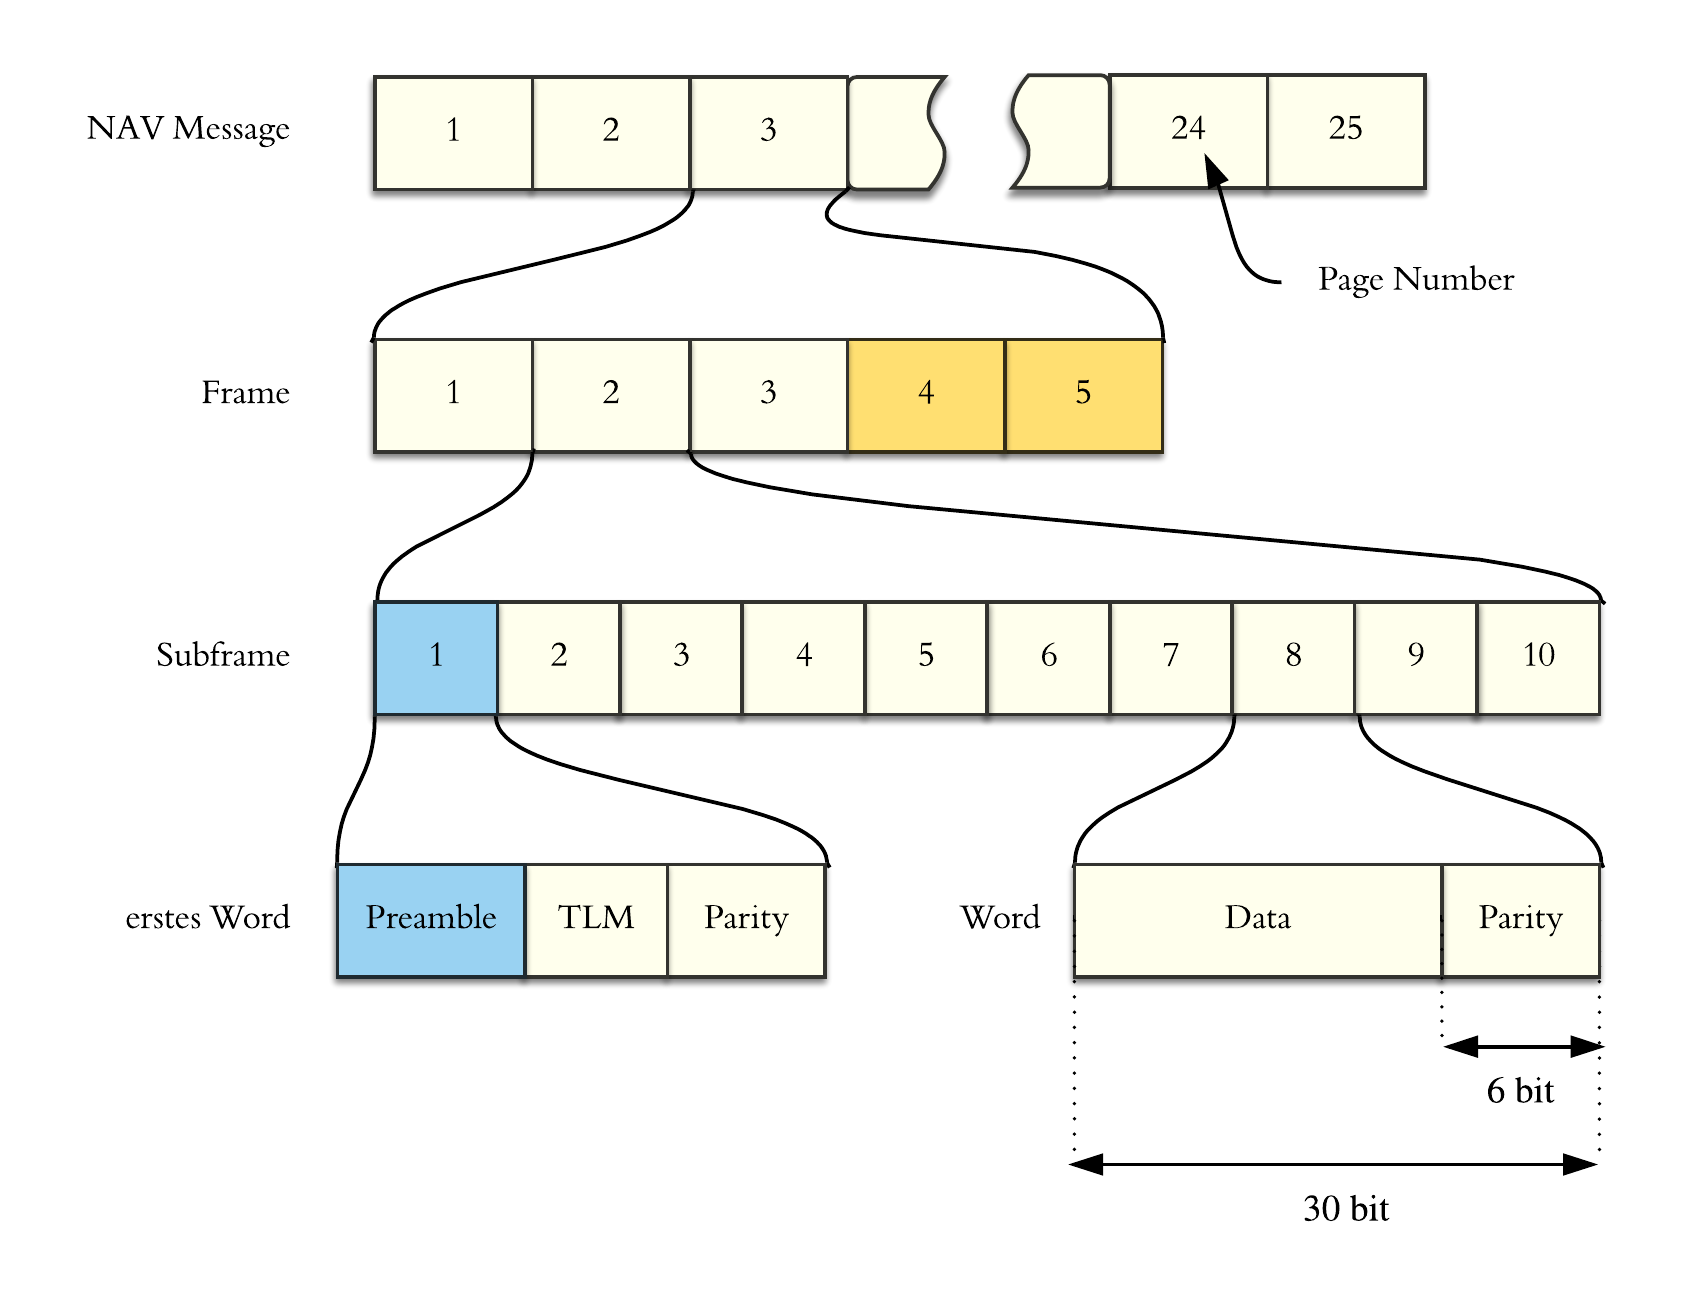 NAV Message 1 2 3 24 25
Page Number
Frame 1 2 3 4 5
Subframe 1 2 3 4 5 6 7 8 9 10
erstes Word Preamble TLM Parity Word Data Parity
6 bit
30 bit